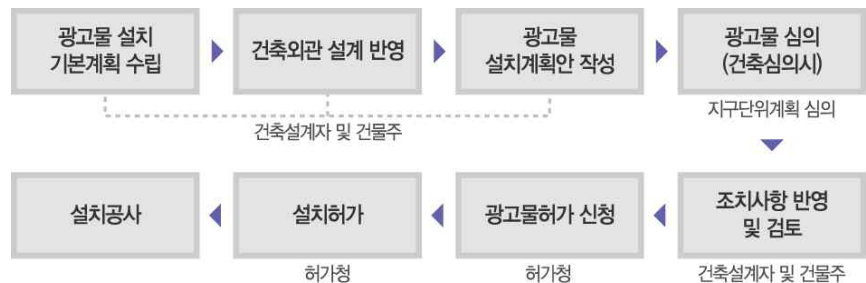 광고물 설치
기본계획 수립
건축외관 설계 반영
광고물
설치계획안 작성
광고물 심의
(건축심의시)
건축설계자 및 건물주
지구단위계획 심의
설치공사
설치허가
광고물허가 신청
조치사항 반영
및 검토
허가청
허가청
건축설계자 및 건물주